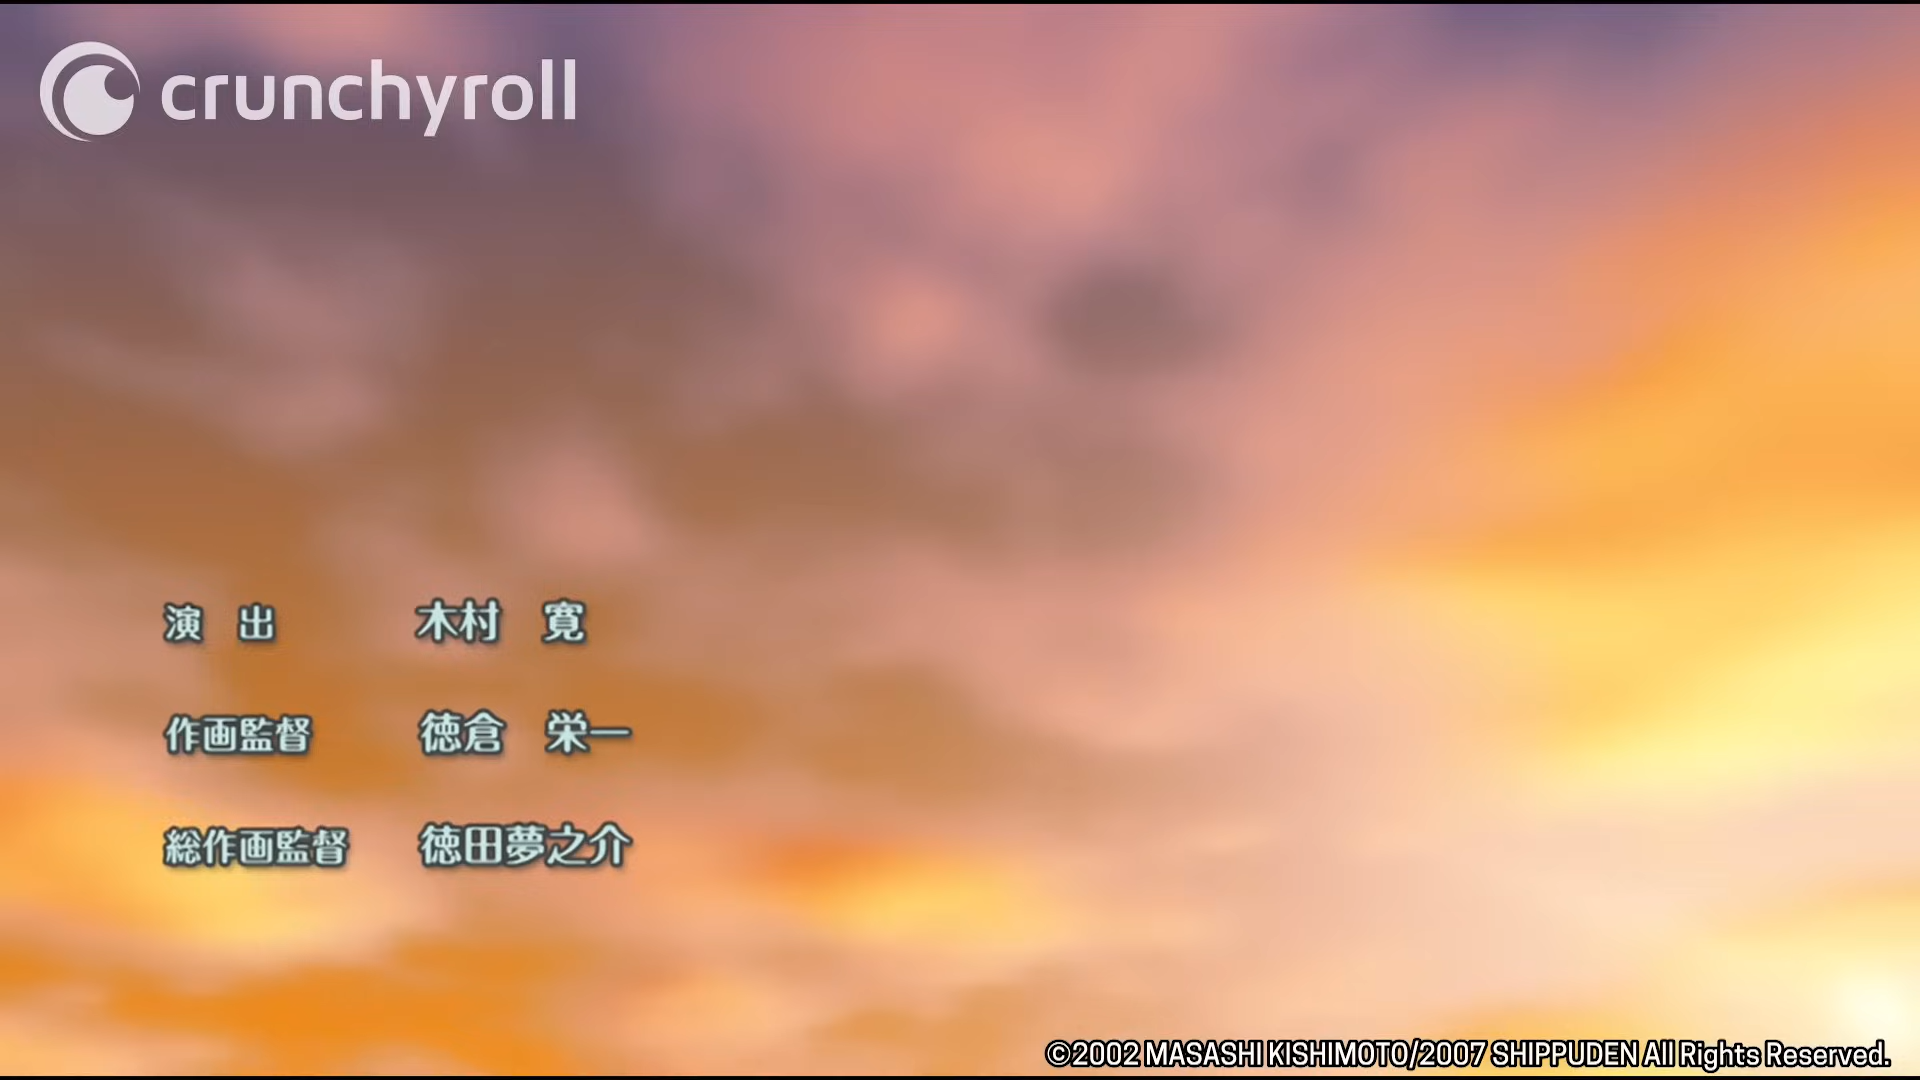 crunchyroll
演　出　木村　寛
作画監督　徳倉　栄一
総作画監督　徳田夢之介
©2002 MASASHI KISHIMOTO/2007 SHIPPUDEN All Rights Reserved.